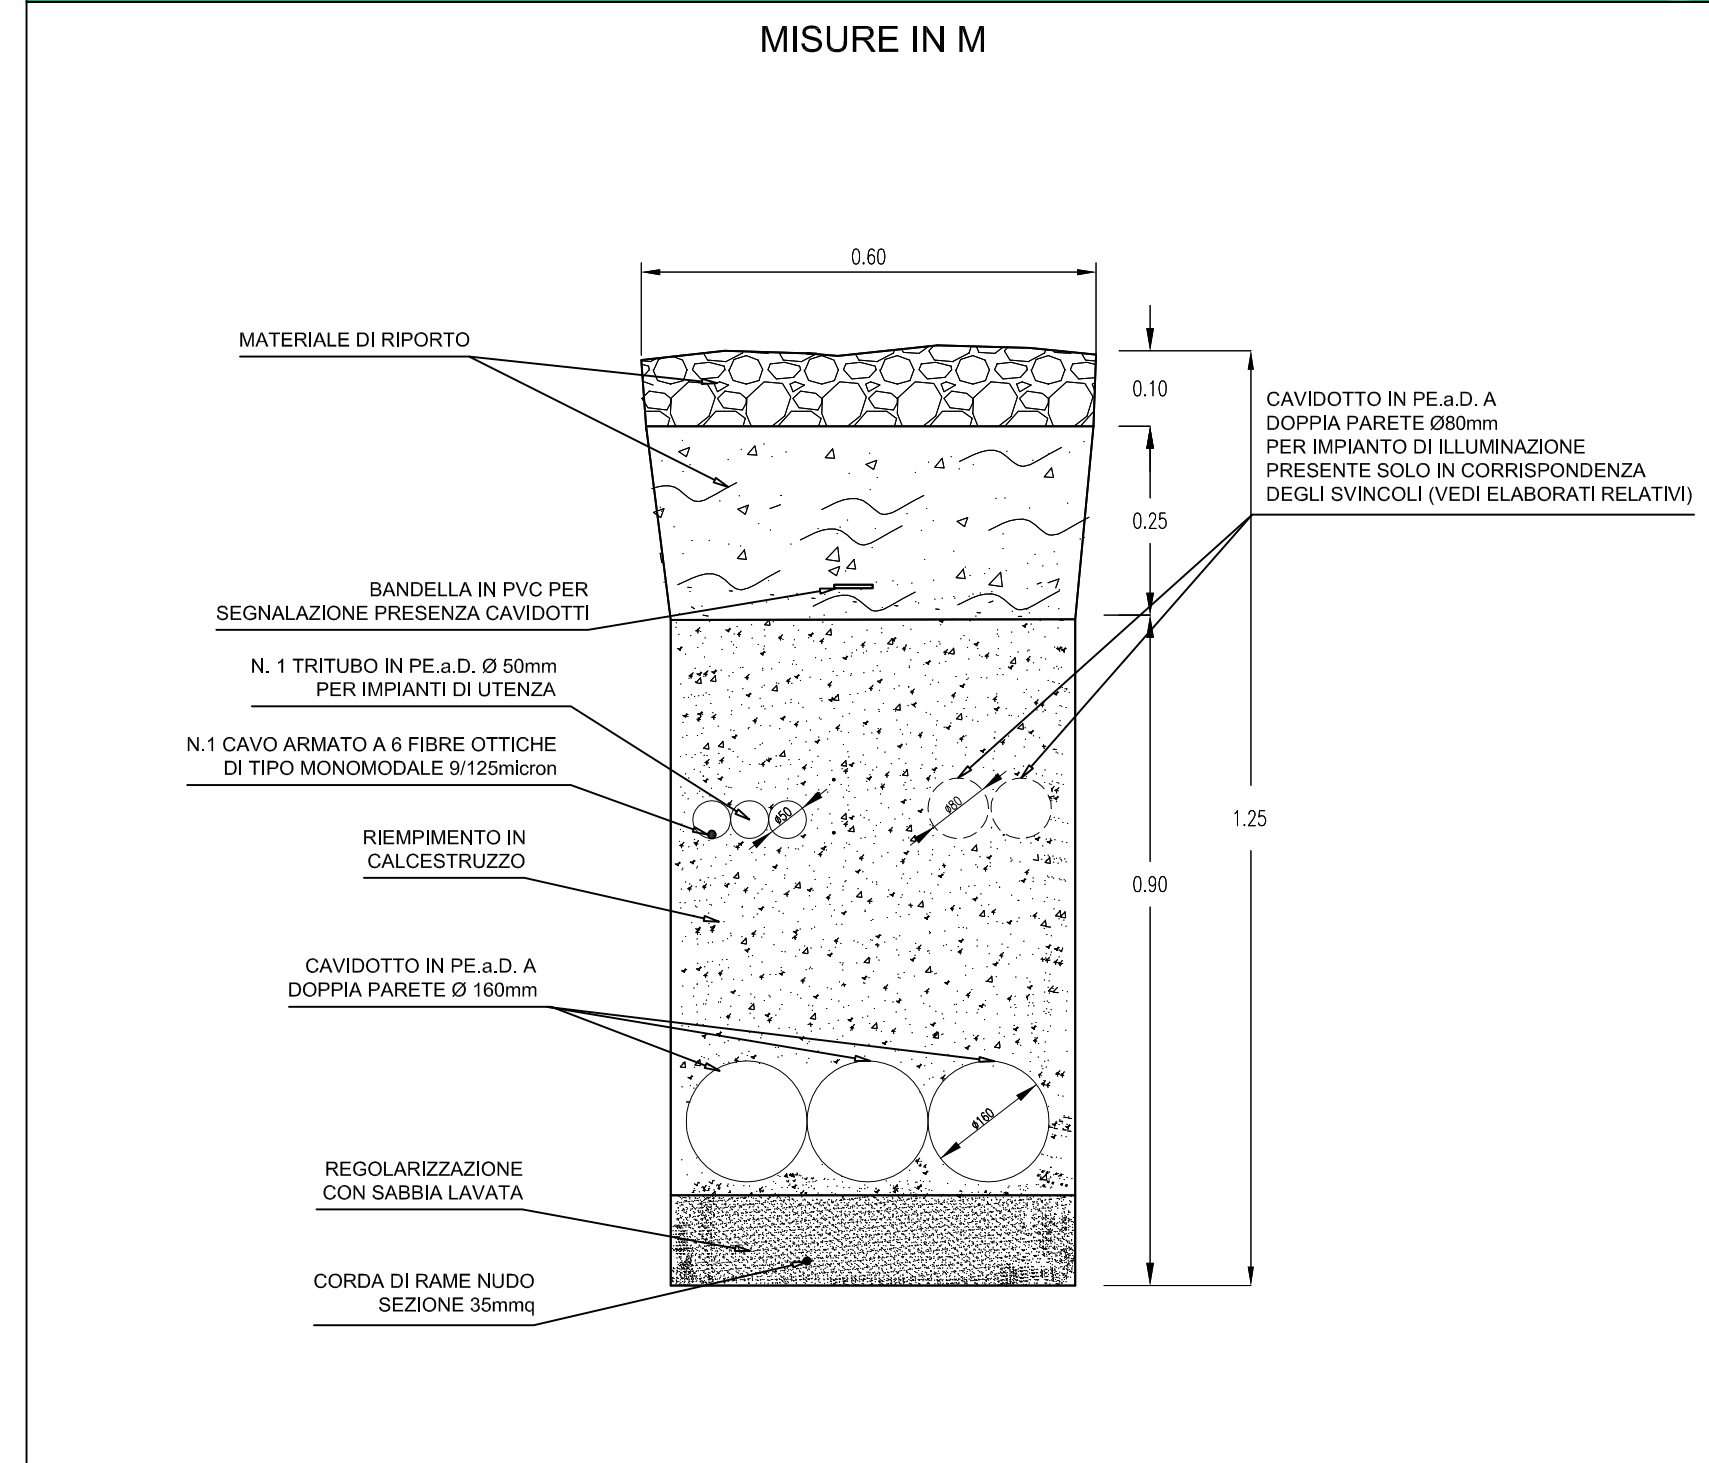 MISURE IN M
0.60
MATERIALE DI RIPORTO
0.10
CAVIDOTTO IN PE.a.D. A
DOPPIA PARETE Ø80mm
PER IMPIANTO DI ILLUMINAZIONE
PRESENTE SOLO IN CORRISPONDENZA
DEGLI SVINCOLI (VEDI ELABORATI RELATIVI)
0.25
BANDELLA IN PVC PER
SEGNALAZIONE PRESENZA CAVIDOTTI
N. 1 TRITUBO IN PE.a.D. Ø 50mm
PER IMPIANTI DI UTENZA
N.1 CAVO ARMATO A 6 FIBRE OTTICHE
DI TIPO MONOMODALE 9/125micron
ø50
ø80
1.25
RIEMPIMENTO IN
CALCESTRUZZO
0.90
CAVIDOTTO IN PE.a.D. A
DOPPIA PARETE Ø 160mm
ø160
REGOLARIZZAZIONE
CON SABBIA LAVATA
CORDA DI RAME NUDO
SEZIONE 35mmq